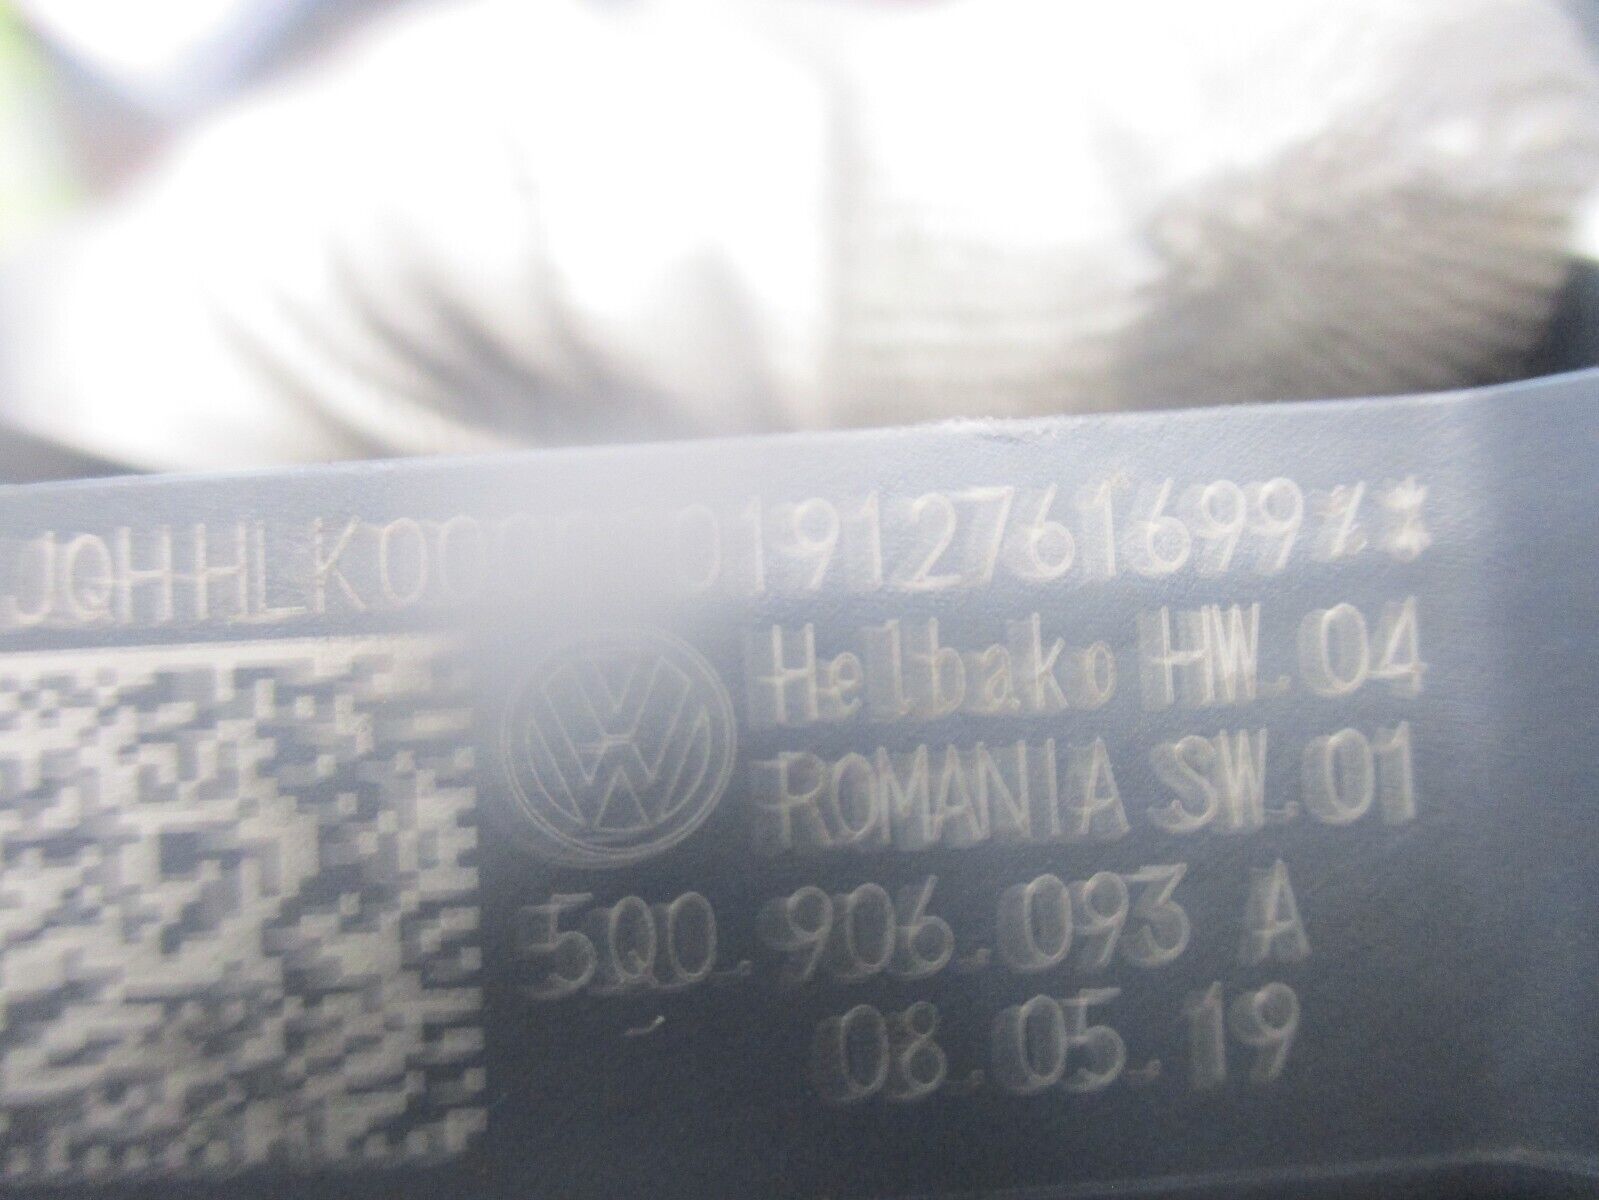 Helbako HW.04
ROMANIA SW.01
5Q0.906.093 A
08.05.19